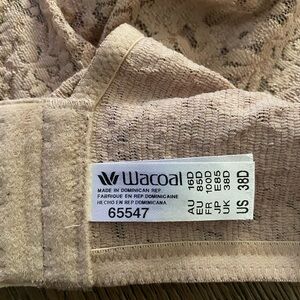 Wacoal
MADE IN DOMINICAN REP.
FABRIQUE EN REP. DOMINICAINE
HECHO EN REP. DOMINICANA
65547
AU 16D
EU 85D
FR 100D
JP E85
UK 38D
US 38D